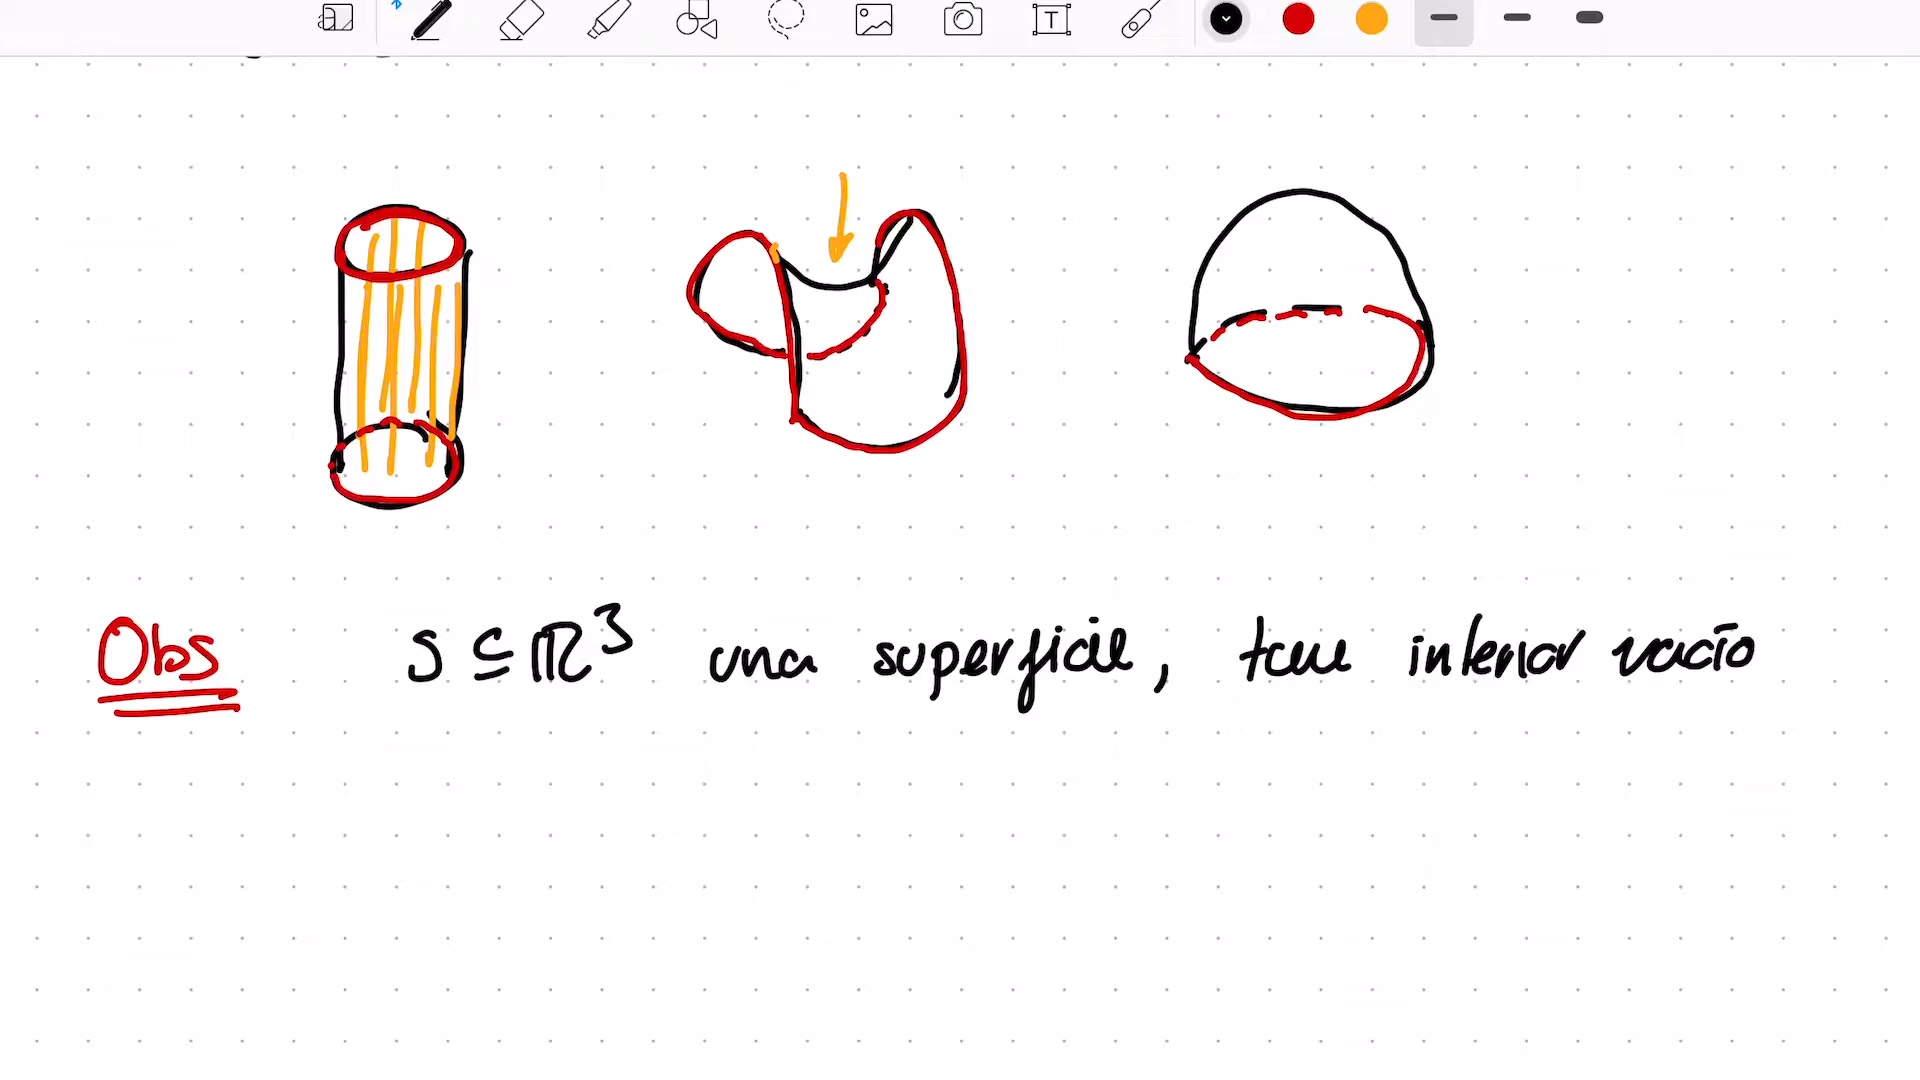 Obs S ⊆ ℝ³ una superficie, tiene interior vacío